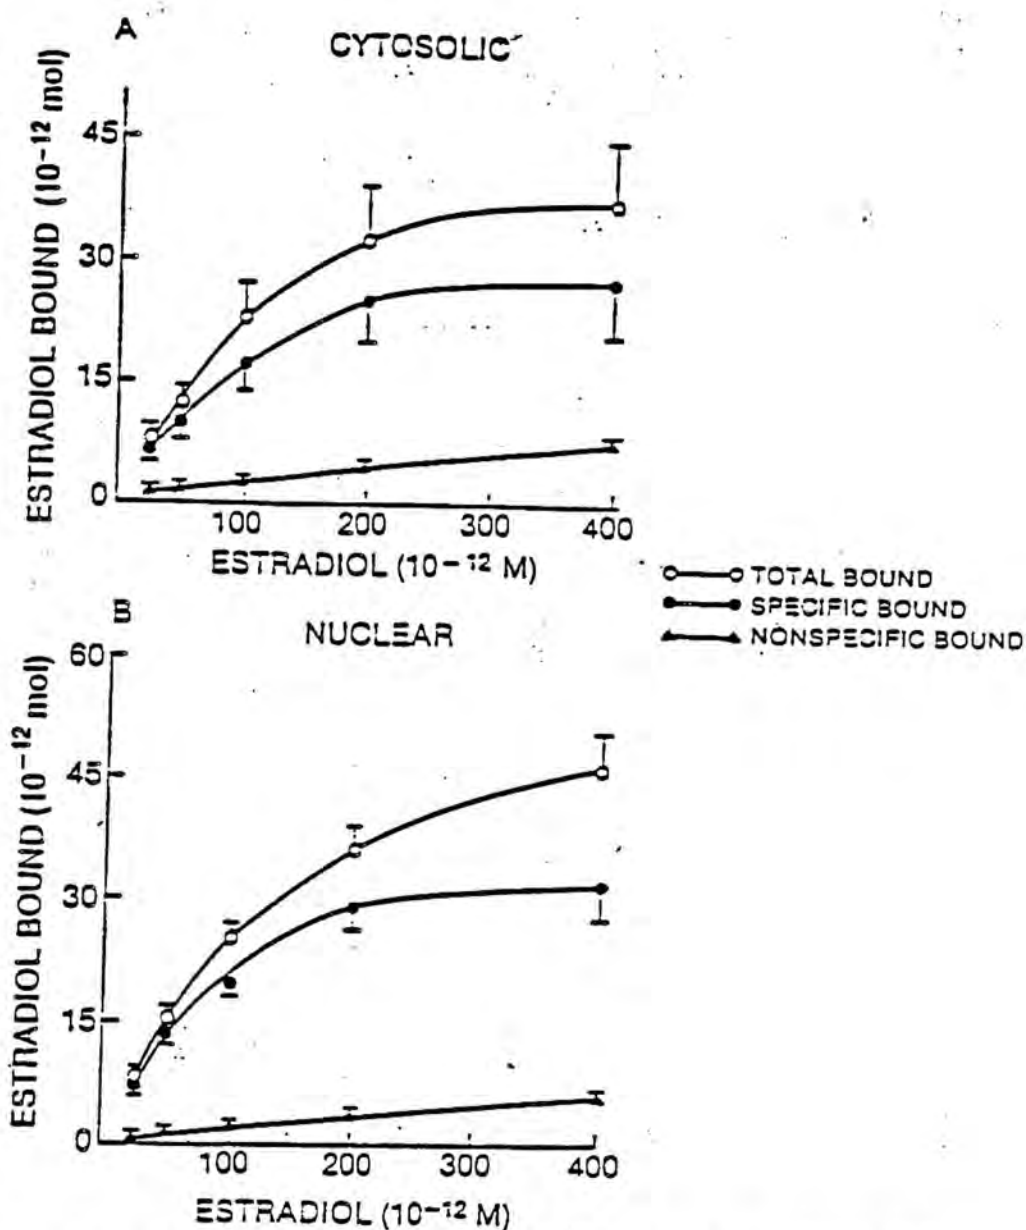 A
CYTOSOLIC
ESTRADIOL BOUND (10-12 mol)
45
30
15
0
100 200 300 400
ESTRADIOL (10-12 M)
TOTAL BOUND
SPECIFIC BOUND
NONSPECIFIC BOUND
B
NUCLEAR
ESTRADIOL BOUND (10-12 mol)
60
45
30
15
0
100 200 300 400
ESTRADIOL (10-12 M)